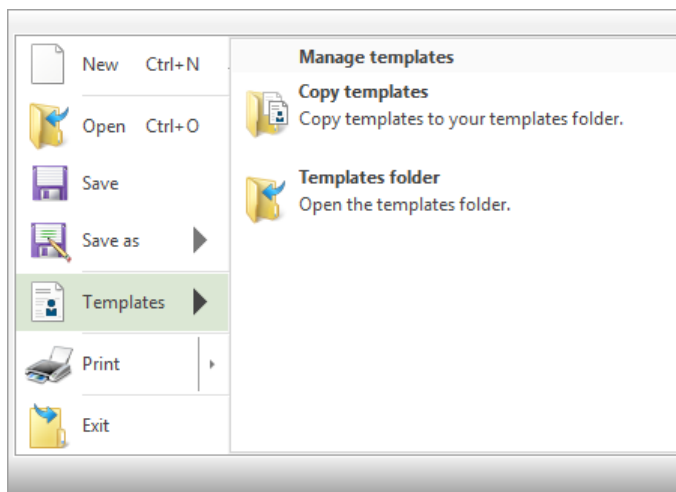 New Ctrl+N
Open Ctrl+O
Save
Save as
Templates
Print
Exit
Manage templates
Copy templates
Copy templates to your templates folder.
Templates folder
Open the templates folder.